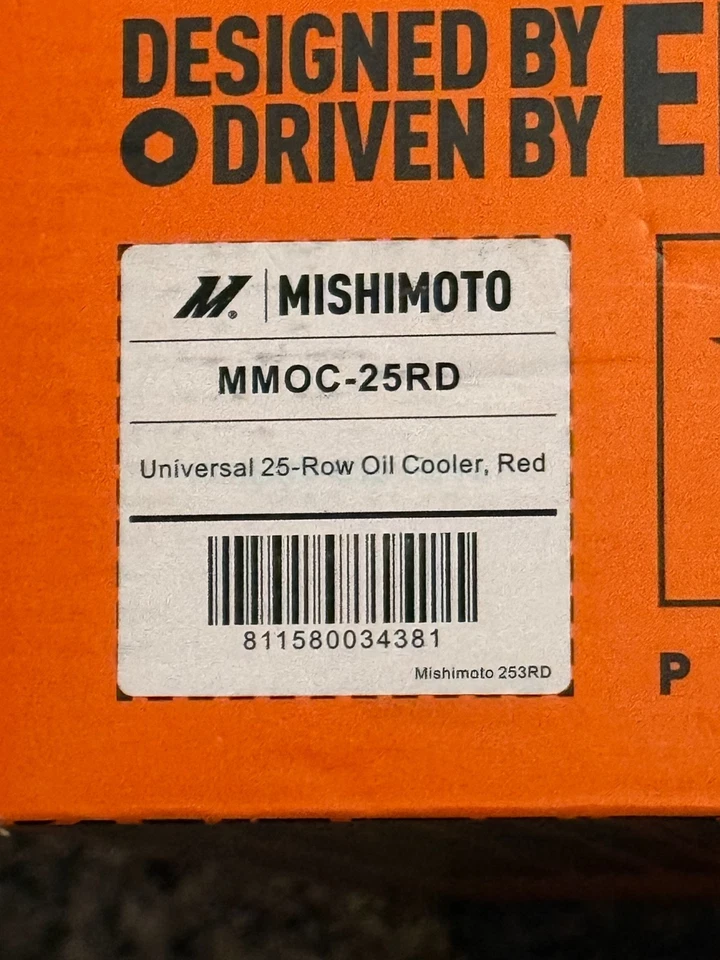 DESIGNED BY
DRIVEN BY
E
M® | MISHIMOTO
MMOC-25RD
Universal 25-Row Oil Cooler, Red
811580034381
Mishimoto 253RD
P